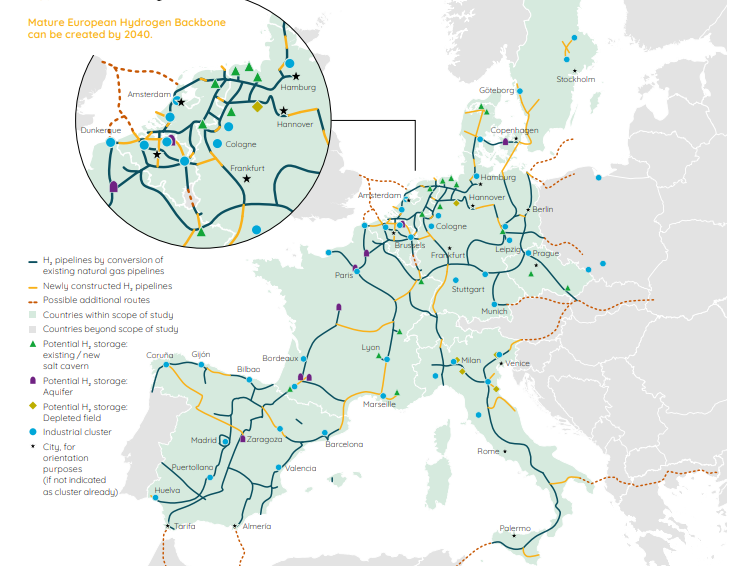 Mature European Hydrogen Backbone
can be created by 2040.
Amsterdam
Hamburg
Hannover
Dunkerque
Cologne
Frankfurt
Stockholm
Göteborg
Copenhagen
Hamburg
Amsterdam
Hannover
Berlin
Cologne
Brussels
Leipzig
Frankfurt
Prague
Paris
Stuttgart
Munich
H₂ pipelines by conversion of
existing natural gas pipelines
Newly constructed H₂ pipelines
Possible additional routes
Countries within scope of study
Countries beyond scope of study
Potential H₂ storage:
existing / new
salt cavern
Potential H₂ storage:
Aquifer
Potential H₂ storage:
Depleted field
Industrial cluster
City, for
orientation
purposes
(if not indicated
as cluster already)
Lyon
Coruña
Gijón
Bordeaux
Milan
Venice
Bilbao
Marseille
Madrid
Zaragoza
Barcelona
Rome
Puertollano
Valencia
Huelva
Tarifa
Almería
Palermo